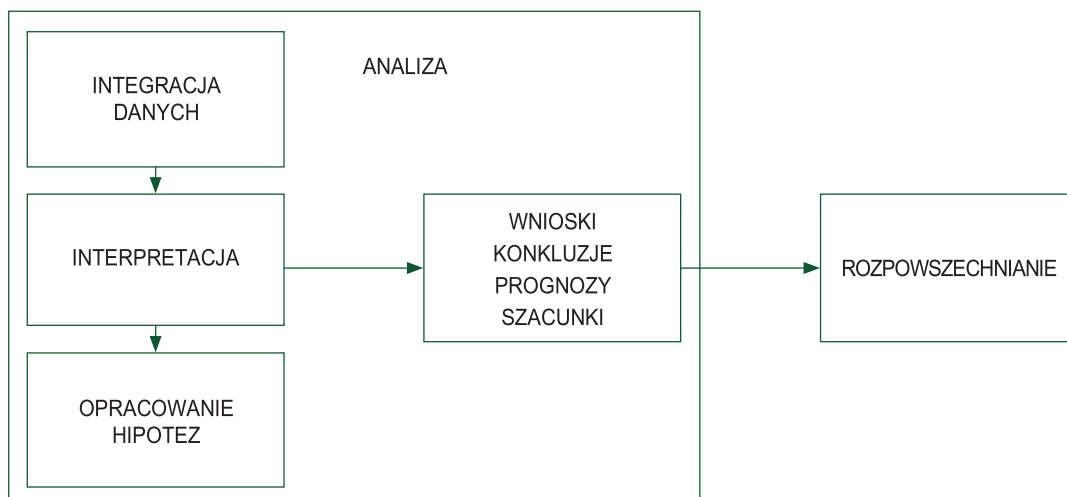 ANALIZA
INTEGRACJA
DANYCH
INTERPRETACJA
OPRACOWANIE
HIPOTEZ
WNIOSKI
KONKLUZJE
PROGNOZY
SZACUNKI
ROZPOWSZECHNIANIE